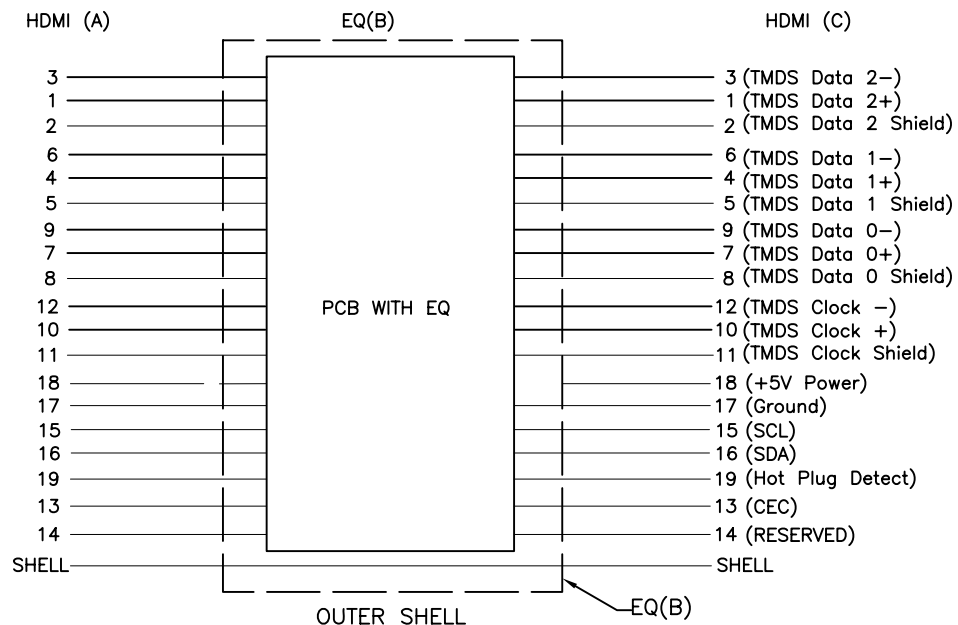 HDMI (A) EQ(B) HDMI (C)
3 3 (TMDS Data 2-)
1 1 (TMDS Data 2+)
2 2 (TMDS Data 2 Shield)
6 6 (TMDS Data 1-)
4 4 (TMDS Data 1+)
5 5 (TMDS Data 1 Shield)
9 9 (TMDS Data 0-)
7 7 (TMDS Data 0+)
8 8 (TMDS Data 0 Shield)
12 PCB WITH EQ 12 (TMDS Clock -)
10 10 (TMDS Clock +)
11 11 (TMDS Clock Shield)
18 18 (+5V Power)
17 17 (Ground)
15 15 (SCL)
16 16 (SDA)
19 19 (Hot Plug Detect)
13 13 (CEC)
14 14 (RESERVED)
SHELL SHELL
OUTER SHELL EQ(B)